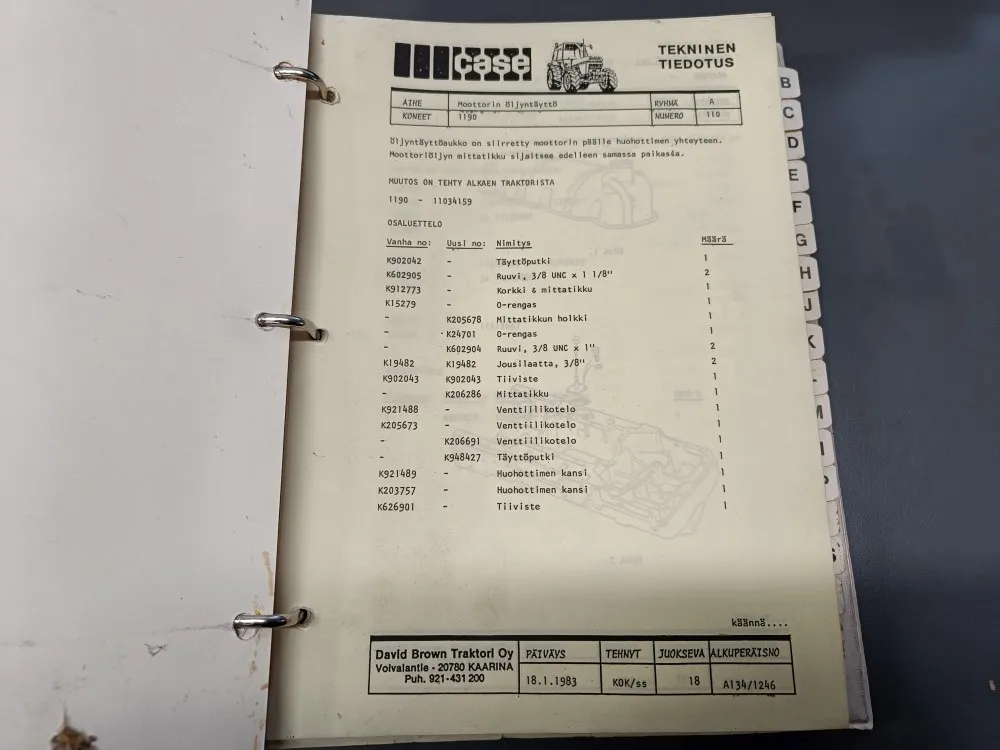 case
TEKNINEN
TIEDOTUS
AIHE Moottorin öljyntäyttö RYHMÄ A
KONEET 1190 NUMERO 110
Öljyntäyttöaukko on siirretty moottorin päälle huohottimen yhteyteen.
Moottoriöljyn mittatikku sijaitsee edelleen samassa paikassa.
MUUTOS ON TEHTY ALKAEN TRAKTORISTA
1190 - 11034159
OSALUETTELO
Vanha no: Uusi no: Nimitys Määrä
K902042 - Täyttöputki 1
K602905 - Ruuvi, 3/8 UNC x 1 1/8" 2
K912773 - Korkki & mittatikku 1
K15279 - O-rengas 1
- K205678 Mittatikkun holkki 1
- K24701 O-rengas 1
- K602904 Ruuvi, 3/8 UNC x 1" 2
K19482 K19482 Jousilaatta, 3/8" 2
K902043 K902043 Tiiviste 1
- K206286 Mittatikku 1
K921488 - Venttiilikotelo 1
K205673 - Venttiilikotelo 1
- K206691 Venttiilikotelo 1
- K948427 Täyttöputki 1
K921489 - Huohottimen kansi 1
K203757 - Huohottimen kansi 1
K626901 - Tiiviste 1
käännä....
David Brown Traktori Oy PÄIVÄYS TEHNYT JUOKSEVA ALKUPERÄISNO
Voivalantie - 20780 KAARINA
Puh. 921-431 200 18.1.1983 KOK/ss 18 A134/1246
B
C
D
E
F
G
H
J
K
M